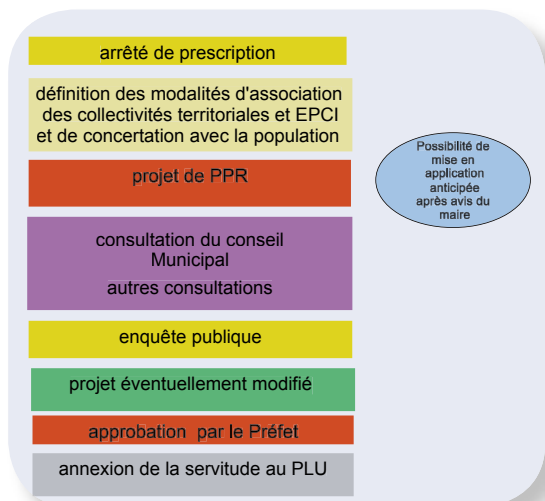 arrêté de prescription
définition des modalités d'association
des collectivités territoriales et EPCI
et de concertation avec la population
projet de PPR
Possibilité de
mise en
application
anticipée
après avis du
maire
consultation du conseil
Municipal
autres consultations
enquête publique
projet éventuellement modifié
approbation par le Préfet
annexion de la servitude au PLU